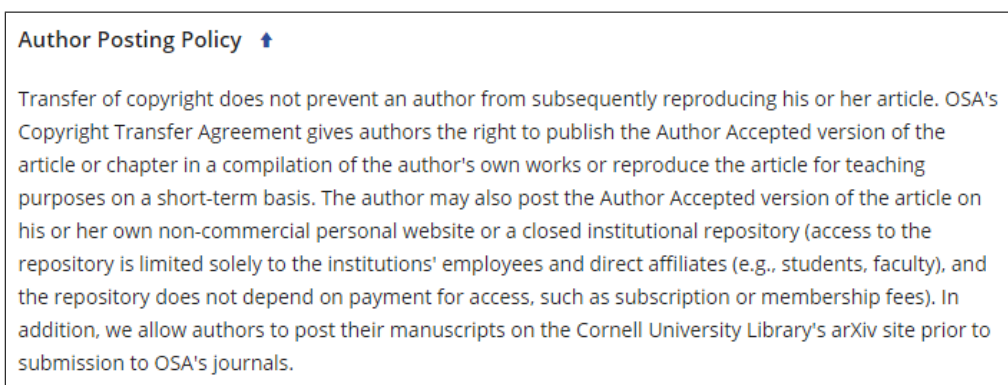 Author Posting Policy
Transfer of copyright does not prevent an author from subsequently reproducing his or her article. OSA's
Copyright Transfer Agreement gives authors the right to publish the Author Accepted version of the
article or chapter in a compilation of the author's own works or reproduce the article for teaching
purposes on a short-term basis. The author may also post the Author Accepted version of the article on
his or her own non-commercial personal website or a closed institutional repository (access to the
repository is limited solely to the institutions' employees and direct affiliates (e.g., students, faculty), and
the repository does not depend on payment for access, such as subscription or membership fees). In
addition, we allow authors to post their manuscripts on the Cornell University Library's arXiv site prior to
submission to OSA's journals.